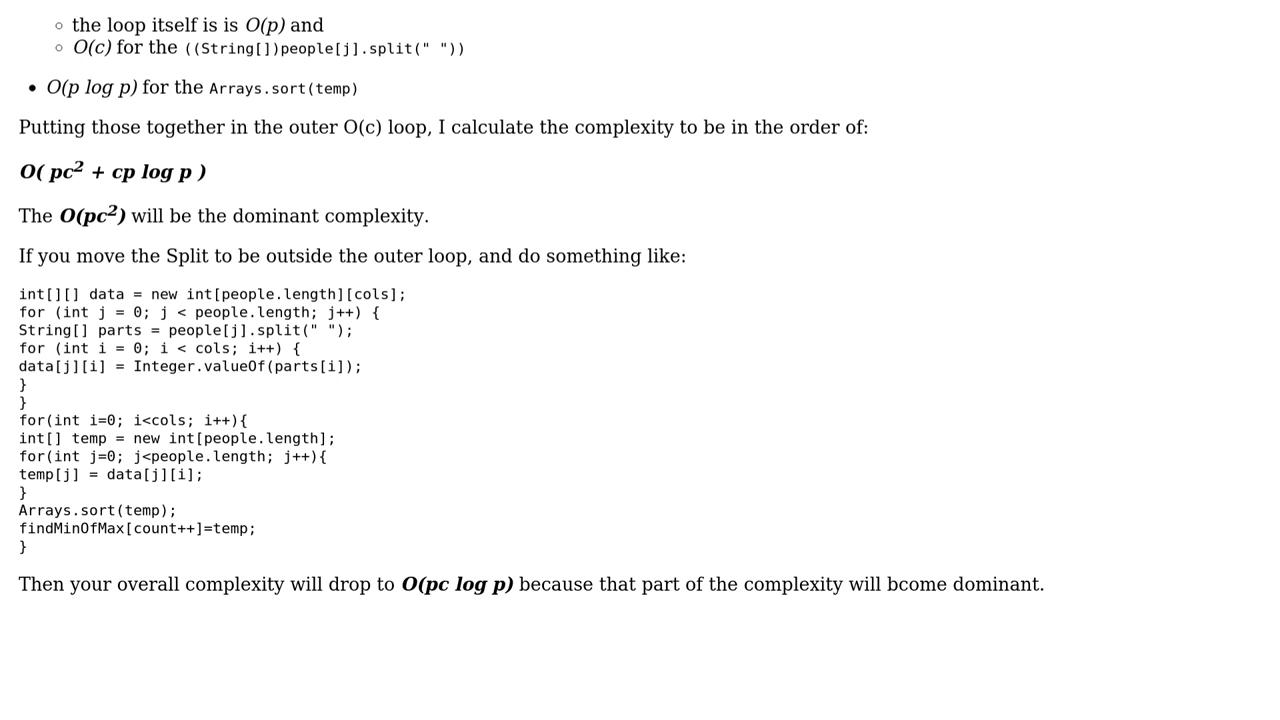 the loop itself is is O(p) and
O(c) for the ((String[])people[j].split(" "))
O(p log p) for the Arrays.sort(temp)
Putting those together in the outer O(c) loop, I calculate the complexity to be in the order of:
O( pc² + cp log p )
The O(pc²) will be the dominant complexity.
If you move the Split to be outside the outer loop, and do something like:
int[][] data = new int[people.length][cols];
for (int j = 0; j < people.length; j++) {
String[] parts = people[j].split(" ");
for (int i = 0; i < cols; i++) {
data[j][i] = Integer.valueOf(parts[i]);
}
}
for(int i=0; i<cols; i++){
int[] temp = new int[people.length];
for(int j=0; j<people.length; j++){
temp[j] = data[j][i];
}
Arrays.sort(temp);
findMinOfMax[count++]=temp;
}
Then your overall complexity will drop to O(pc log p) because that part of the complexity will bcome dominant.